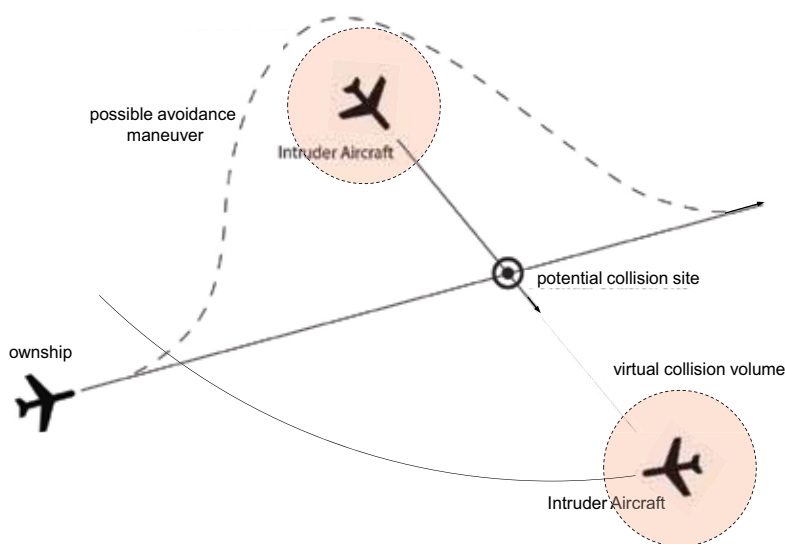 possible avoidance
maneuver
Intruder Aircraft
potential collision site
ownship
virtual collision volume
Intruder Aircraft